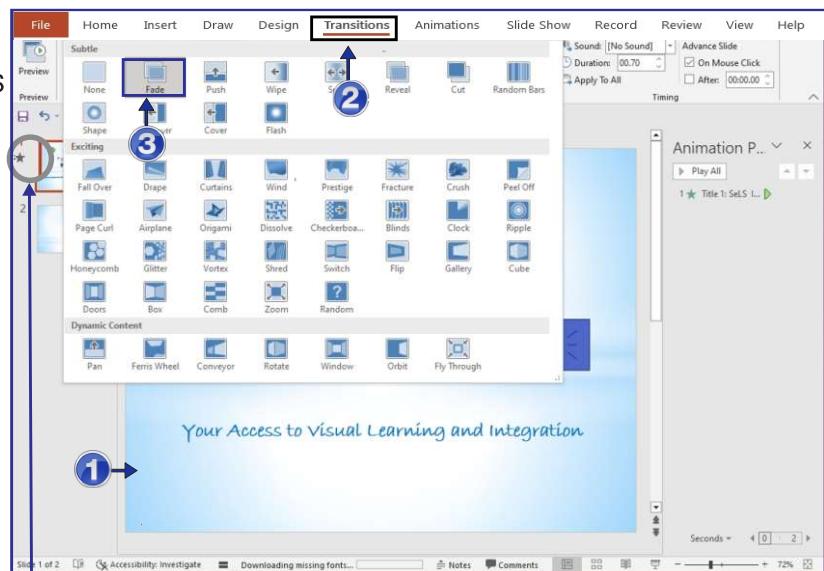 File Home Insert Draw Design Transitions Animations Slide Show Record Review View Help
Subtle
Sound: [No Sound] Advance Slide
Preview
None Fade Push Wipe Reveal Cut Random Bars
Duration: 00.70 On Mouse Click
Apply To All After: 00:00.00
Preview
Timing
Shape Cover Flash
S
2
3
Exciting
Fall Over Drape Curtains Wind Prestige Fracture Crush Peel Off
Page Curl Airplane Origami Dissolve Checkerboa... Blinds Clock Ripple
Honeycomb Glitter Vortex Shred Switch Flip Gallery Cube
Doors Box Comb Zoom Random
Dynamic Content
Pan Ferris Wheel Conveyor Rotate Window Orbit Fly Through
Animation P...
Play All
1 Title 1: SeLS I...
2
Your Access to Visual Learning and Integration
1
Seconds 0 2
Slide 1 of 2 Accessibility: Investigate Downloading missing fonts... Notes Comments 72%